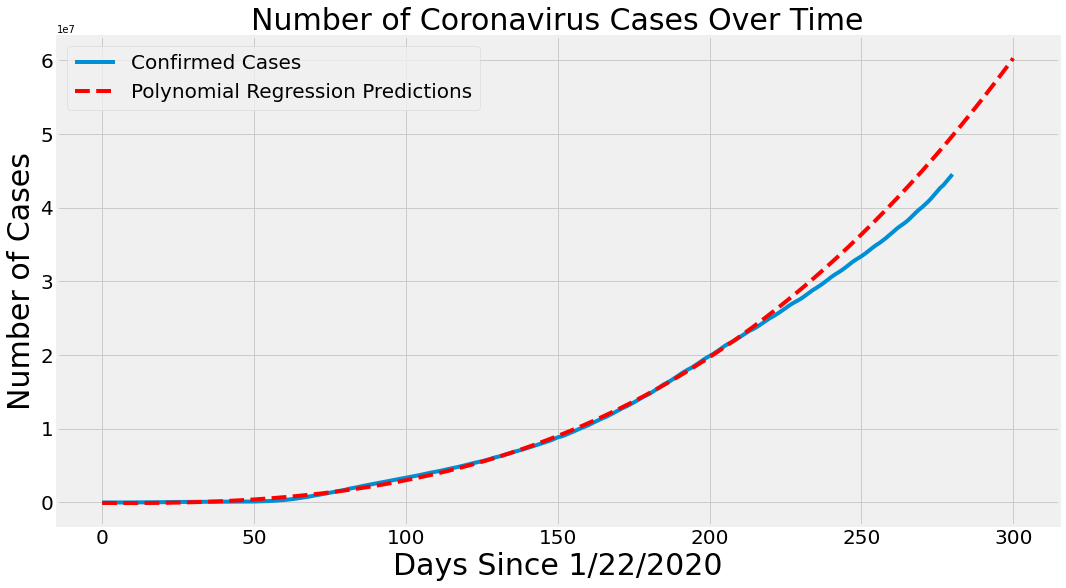 Number of Coronavirus Cases Over Time
1e7
Confirmed Cases
Polynomial Regression Predictions
6
5
4
3
2
1
0
Number of Cases
0 50 100 150 200 250 300
Days Since 1/22/2020